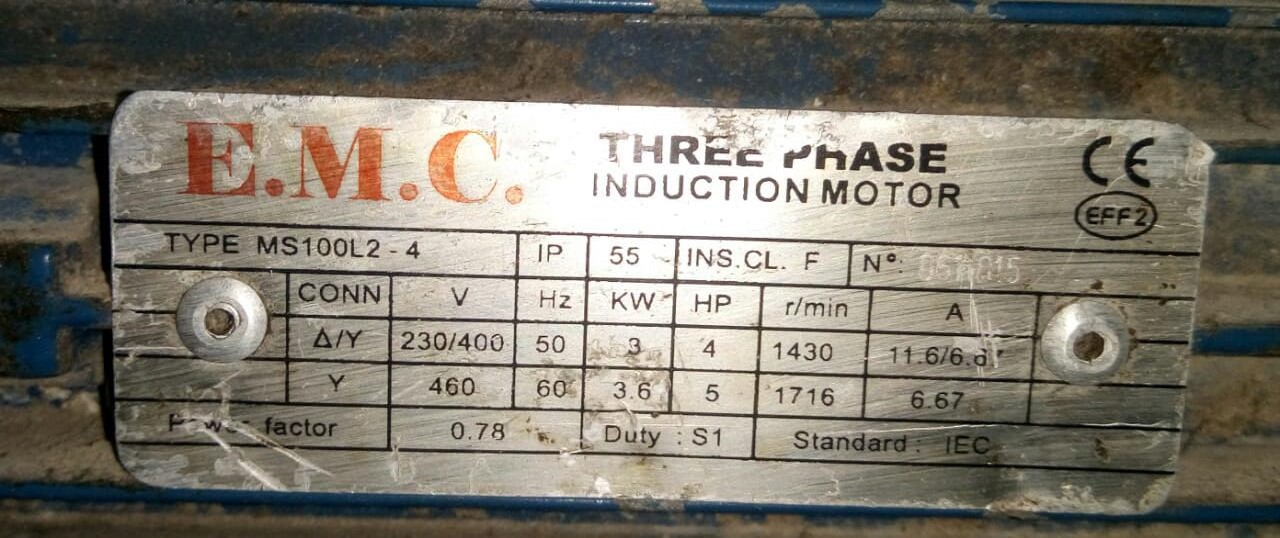 E.M.C.
THREE PHASE
INDUCTION MOTOR
CE
EFF2
TYPE MS100L2-4 IP 55 INS.CL. F Nº:
CONN V Hz KW HP r/min A
Δ/Y 230/400 50 3 4 1430
Y 460 60 3.6 5 1716 6.67
Power factor 0.78 Duty : S1 Standard : IEC